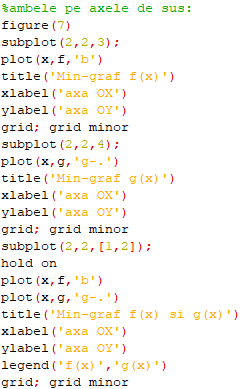 %ambele pe axele de sus:
figure(7)
subplot(2,2,3);
plot(x,f,'b')
title('Min-graf f(x)')
xlabel('axa OX')
ylabel('axa OY')
grid; grid minor
subplot(2,2,4);
plot(x,g,'g-.')
title('Min-graf g(x)')
xlabel('axa OX')
ylabel('axa OY')
grid; grid minor
subplot(2,2,[1,2]);
hold on
plot(x,f,'b')
plot(x,g,'g-.')
title('Min-graf f(x) si g(x)')
xlabel('axa OX')
ylabel('axa OY')
legend('f(x)','g(x)')
grid; grid minor